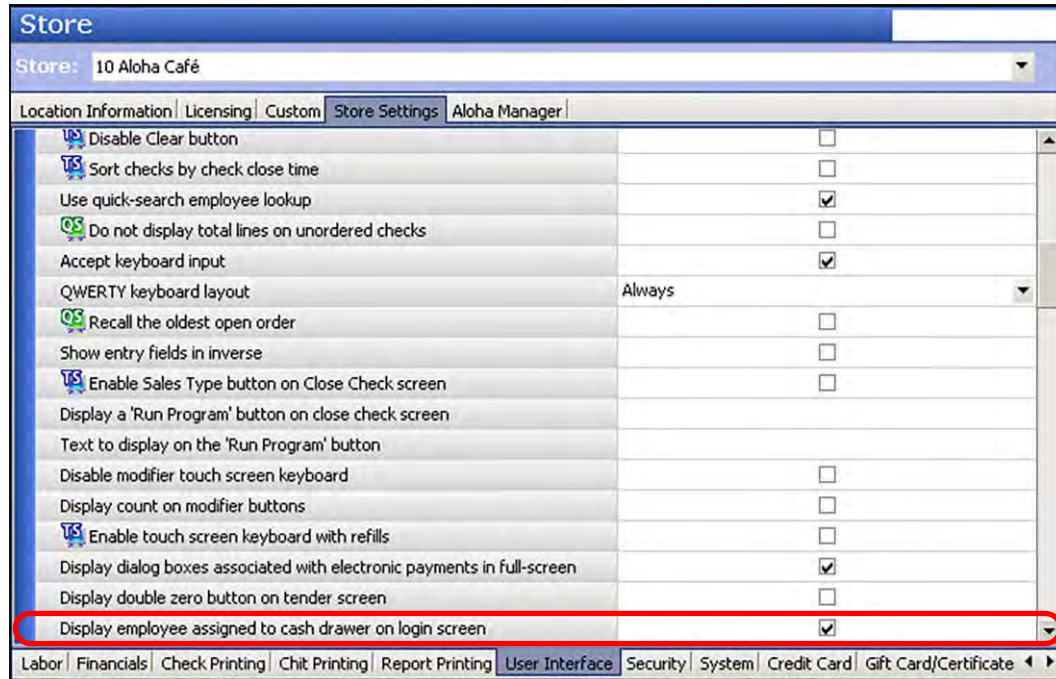 Store
Store: 10 Aloha Café
Location Information Licensing Custom Store Settings Aloha Manager
TS Disable Clear button
TS Sort checks by check close time
Use quick-search employee lookup
QS Do not display total lines on unordered checks
Accept keyboard input
QWERTY keyboard layout Always
QS Recall the oldest open order
Show entry fields in inverse
TS Enable Sales Type button on Close Check screen
Display a 'Run Program' button on close check screen
Text to display on the 'Run Program' button
Disable modifier touch screen keyboard
Display count on modifier buttons
TS Enable touch screen keyboard with refills
Display dialog boxes associated with electronic payments in full-screen
Display double zero button on tender screen
Display employee assigned to cash drawer on login screen
Labor Financials Check Printing Chit Printing Report Printing User Interface Security System Credit Card Gift Card/Certificate